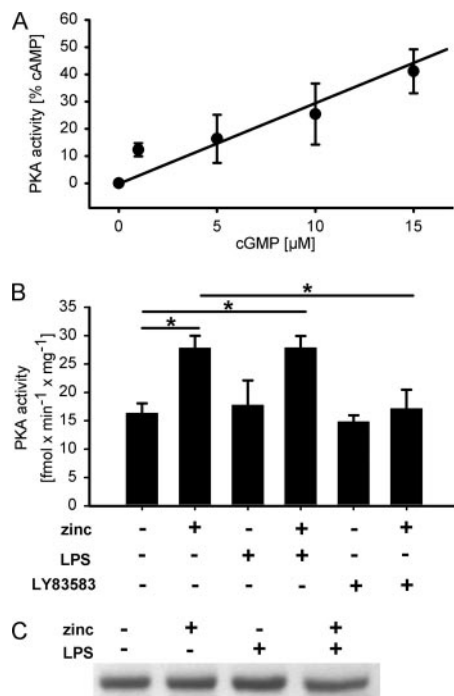 A
PKA activity [% cAMP]
60
50
40
30
20
10
0
0 5 10 15
cGMP [µM]
B
PKA activity
[fmol x min⁻¹ x mg⁻¹]
35
30
25
20
15
10
5
0
* * *
zinc - + - + - +
LPS - - + + - -
LY83583 - - - - + +
C
zinc - + - +
LPS - - + +